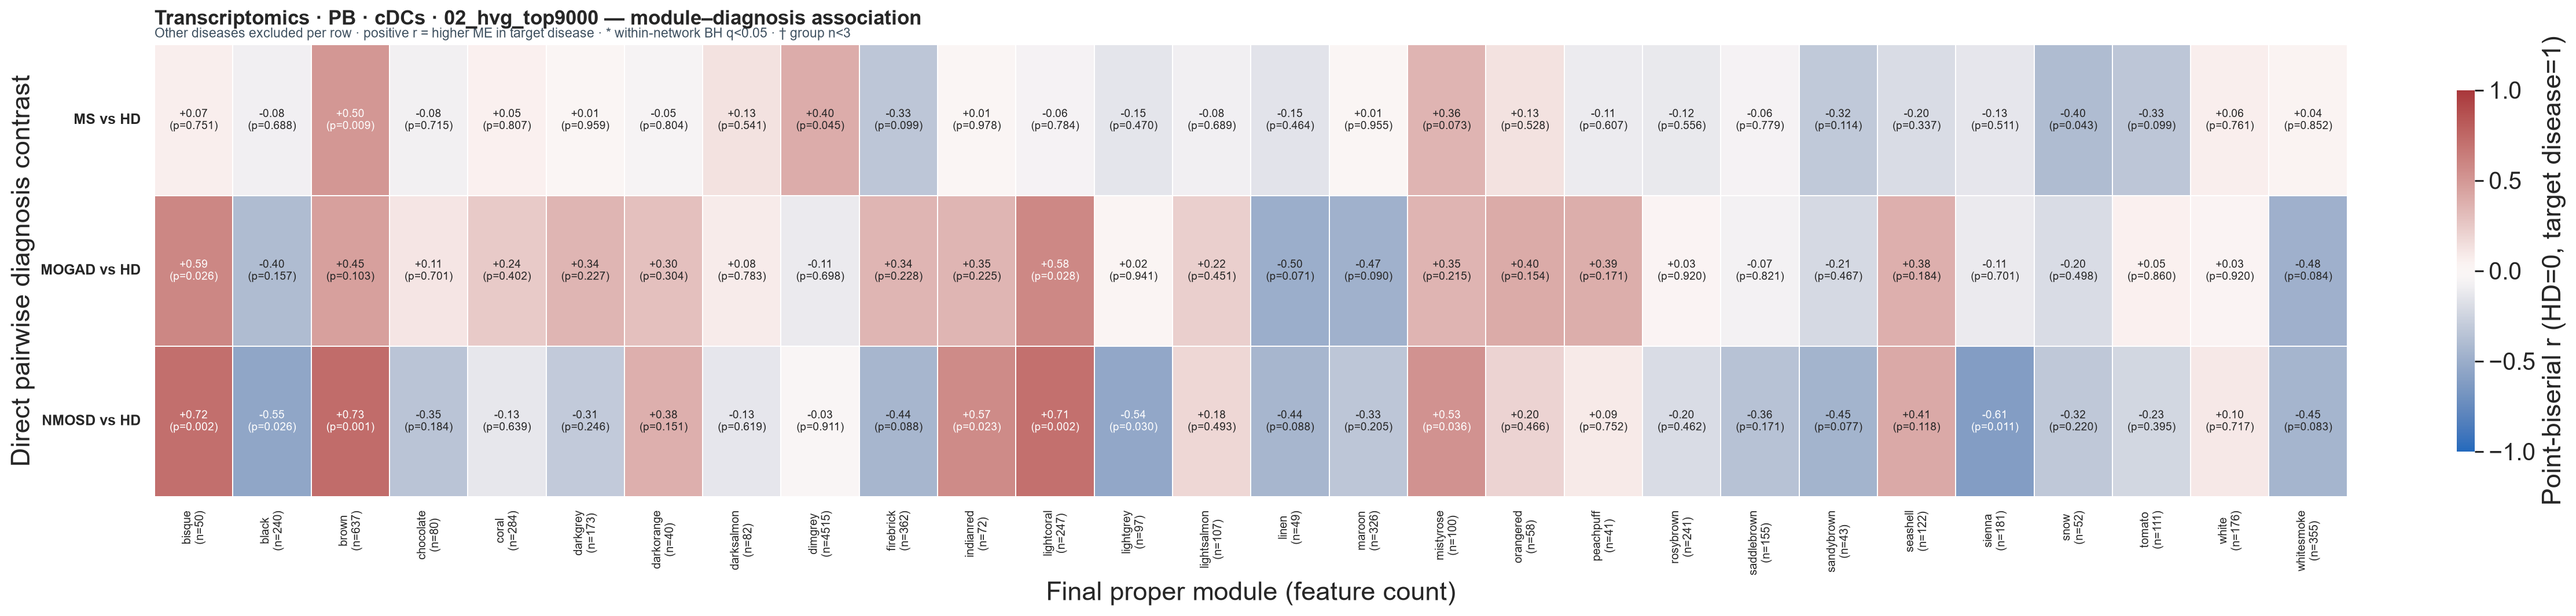 Transcriptomics · PB · cDCs · 02_hvg_top9000 — module–diagnosis association
Other diseases excluded per row · positive r = higher ME in target disease · * within-network BH q<0.05 · † group n<3
Direct pairwise diagnosis contrast
MS vs HD
+0.07 -0.08 +0.50 -0.08 +0.05 +0.01 -0.05 +0.13 +0.40 -0.33 +0.01 -0.06 -0.15 -0.08 -0.15 +0.01 +0.36 +0.13 -0.11 -0.12 -0.06 -0.32 -0.20 -0.13 -0.40 -0.33 +0.06 +0.04
(p=0.751) (p=0.688) (p=0.009) (p=0.715) (p=0.807) (p=0.959) (p=0.804) (p=0.541) (p=0.045) (p=0.099) (p=0.978) (p=0.784) (p=0.470) (p=0.689) (p=0.464) (p=0.955) (p=0.073) (p=0.528) (p=0.607) (p=0.556) (p=0.779) (p=0.114) (p=0.337) (p=0.511) (p=0.043) (p=0.099) (p=0.761) (p=0.852)
MOGAD vs HD
+0.59 -0.40 +0.45 +0.11 +0.24 +0.34 +0.30 +0.08 -0.11 +0.34 +0.35 +0.58 +0.02 +0.22 -0.50 -0.47 +0.35 +0.40 +0.39 +0.03 -0.07 -0.21 +0.38 -0.11 -0.20 +0.05 +0.03 -0.48
(p=0.026) (p=0.157) (p=0.103) (p=0.701) (p=0.402) (p=0.227) (p=0.304) (p=0.783) (p=0.698) (p=0.228) (p=0.225) (p=0.028) (p=0.941) (p=0.451) (p=0.071) (p=0.090) (p=0.215) (p=0.154) (p=0.171) (p=0.920) (p=0.821) (p=0.467) (p=0.184) (p=0.701) (p=0.498) (p=0.860) (p=0.920) (p=0.084)
NMOSD vs HD
+0.72 -0.55 +0.73 -0.35 -0.13 -0.31 +0.38 -0.13 -0.03 -0.44 +0.57 +0.71 -0.54 +0.18 -0.44 -0.33 +0.53 +0.20 +0.09 -0.20 -0.36 -0.45 +0.41 -0.61 -0.32 -0.23 +0.10 -0.45
(p=0.002) (p=0.026) (p=0.001) (p=0.184) (p=0.639) (p=0.246) (p=0.151) (p=0.619) (p=0.911) (p=0.088) (p=0.023) (p=0.002) (p=0.030) (p=0.493) (p=0.088) (p=0.205) (p=0.036) (p=0.466) (p=0.752) (p=0.462) (p=0.171) (p=0.077) (p=0.118) (p=0.011) (p=0.220) (p=0.395) (p=0.717) (p=0.083)
bisque
(n=50)
black
(n=240)
brown
(n=637)
chocolate
(n=80)
coral
(n=284)
darkgrey
(n=173)
darkorange
(n=40)
darksalmon
(n=82)
dimgrey
(n=4515)
firebrick
(n=362)
indianred
(n=72)
lightcoral
(n=247)
lightgrey
(n=97)
lightsalmon
(n=107)
linen
(n=49)
maroon
(n=326)
mistyrose
(n=100)
orangered
(n=58)
peachpuff
(n=41)
rosybrown
(n=241)
saddlebrown
(n=155)
sandybrown
(n=43)
seashell
(n=122)
sienna
(n=181)
snow
(n=52)
tomato
(n=111)
white
(n=176)
whitesmoke
(n=355)
Final proper module (feature count)
1.0
0.5
0.0
−0.5
−1.0
Point-biserial r (HD=0, target disease=1)